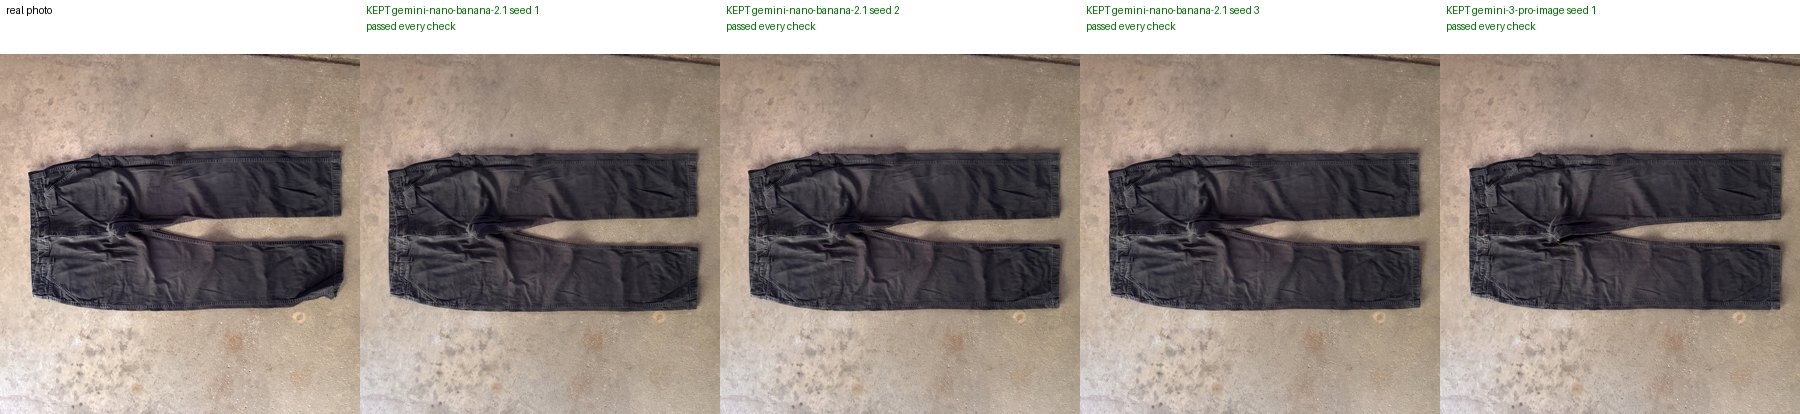 real photo
KEPT gemini-nano-banana-2.1 seed 1
passed every check
KEPT gemini-nano-banana-2.1 seed 2
passed every check
KEPT gemini-nano-banana-2.1 seed 3
passed every check
KEPT gemini-3-pro-image seed 1
passed every check